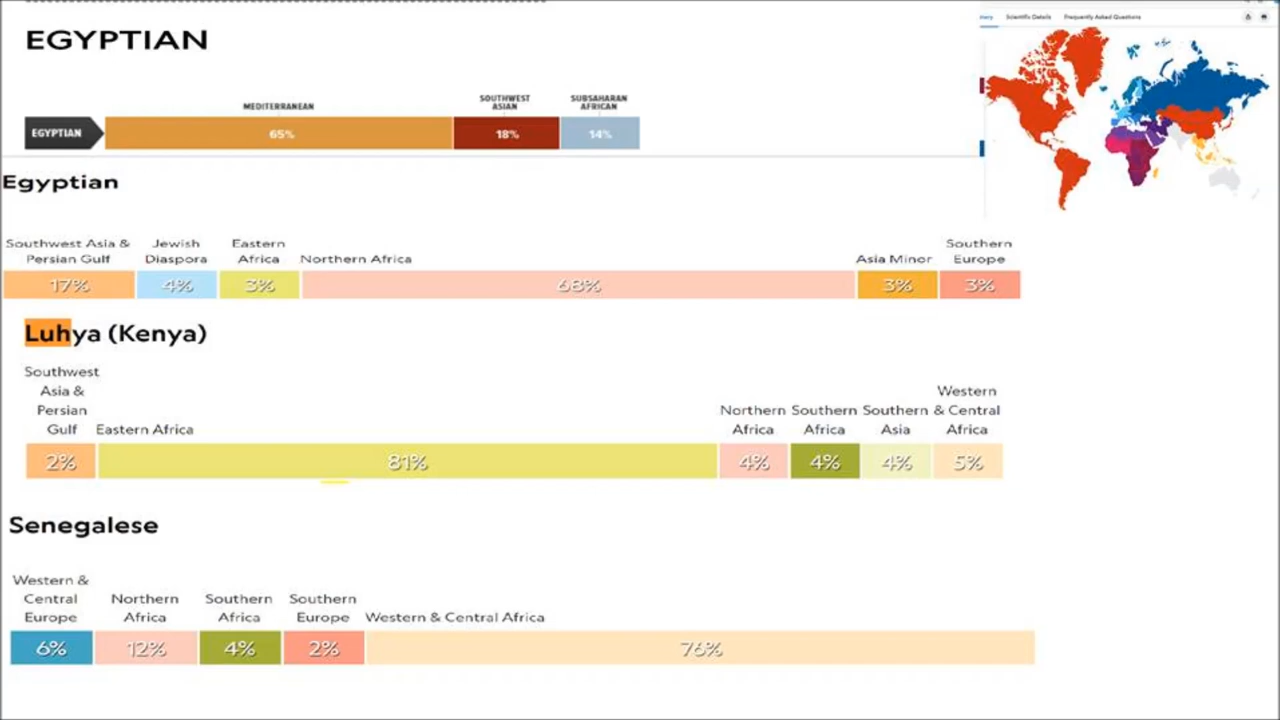 EGYPTIAN
Scientific Details Frequently Asked Questions
MEDITERRANEAN
SOUTHWEST
ASIAN
SUBSAHARAN
AFRICAN
EGYPTIAN 65% 18% 14%
Egyptian
Southwest Asia &
Persian Gulf
Jewish
Diaspora
Eastern
Africa
Northern Africa
Asia Minor
Southern
Europe
17% 4% 3% 68% 3% 3%
Luhya (Kenya)
Southwest
Asia &
Persian
Gulf
Eastern Africa
Northern
Africa
Southern
Africa
Southern
Asia
Western
& Central
Africa
2% 81% 4% 4% 4% 5%
Senegalese
Western &
Central
Europe
Northern
Africa
Southern
Africa
Southern
Europe
Western & Central Africa
6% 12% 4% 2% 76%